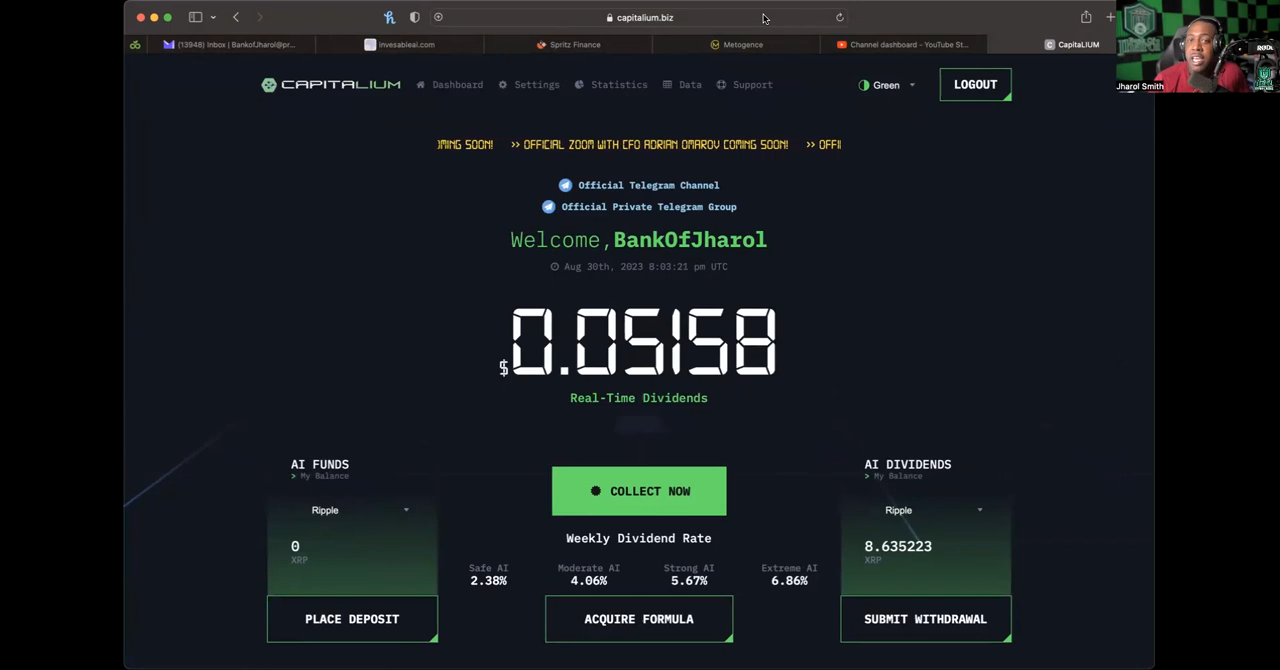 capitalium.biz
(13948) Inbox | BankofJharol@pr...
invesableai.com
Spritz Finance
Metogence
Channel dashboard - YouTube St...
CapitaLIUM
Jharol Smith
CAPITALIUM
Dashboard
Settings
Statistics
Data
Support
Green
LOGOUT
)MING SOON! >> OFFICIAL ZOOM WITH CFO ADRIAN OMAROV COMING SOON! >> OFFI
Official Telegram Channel
Official Private Telegram Group
Welcome,BankOfJharol
Aug 30th, 2023 8:03:21 pm UTC
$0.05158
Real-Time Dividends
AI FUNDS
> My Balance
Ripple
0
XRP
PLACE DEPOSIT
COLLECT NOW
Weekly Dividend Rate
Safe AI
2.38%
Moderate AI
4.06%
Strong AI
5.67%
Extreme AI
6.86%
ACQUIRE FORMULA
AI DIVIDENDS
> My Balance
Ripple
8.635223
XRP
SUBMIT WITHDRAWAL